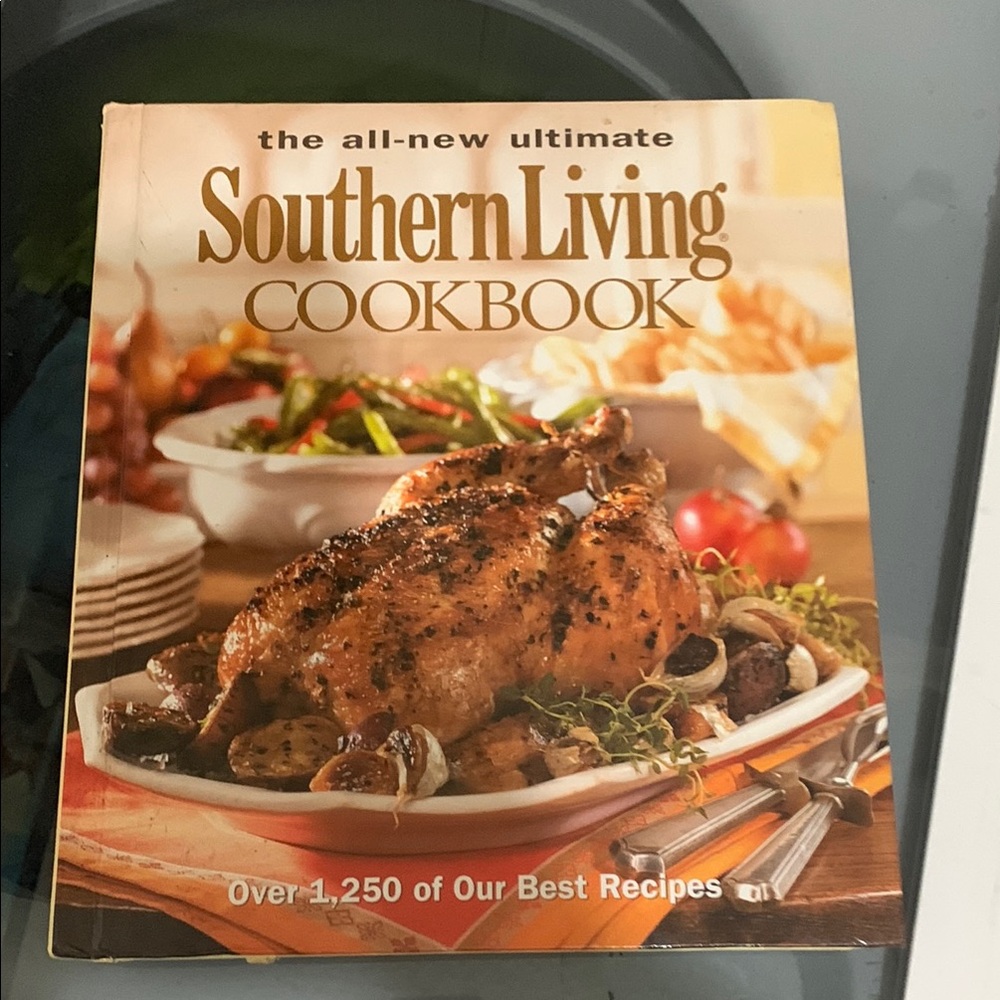 the all-new ultimate
Southern Living®
COOKBOOK
Over 1,250 of Our Best Recipes